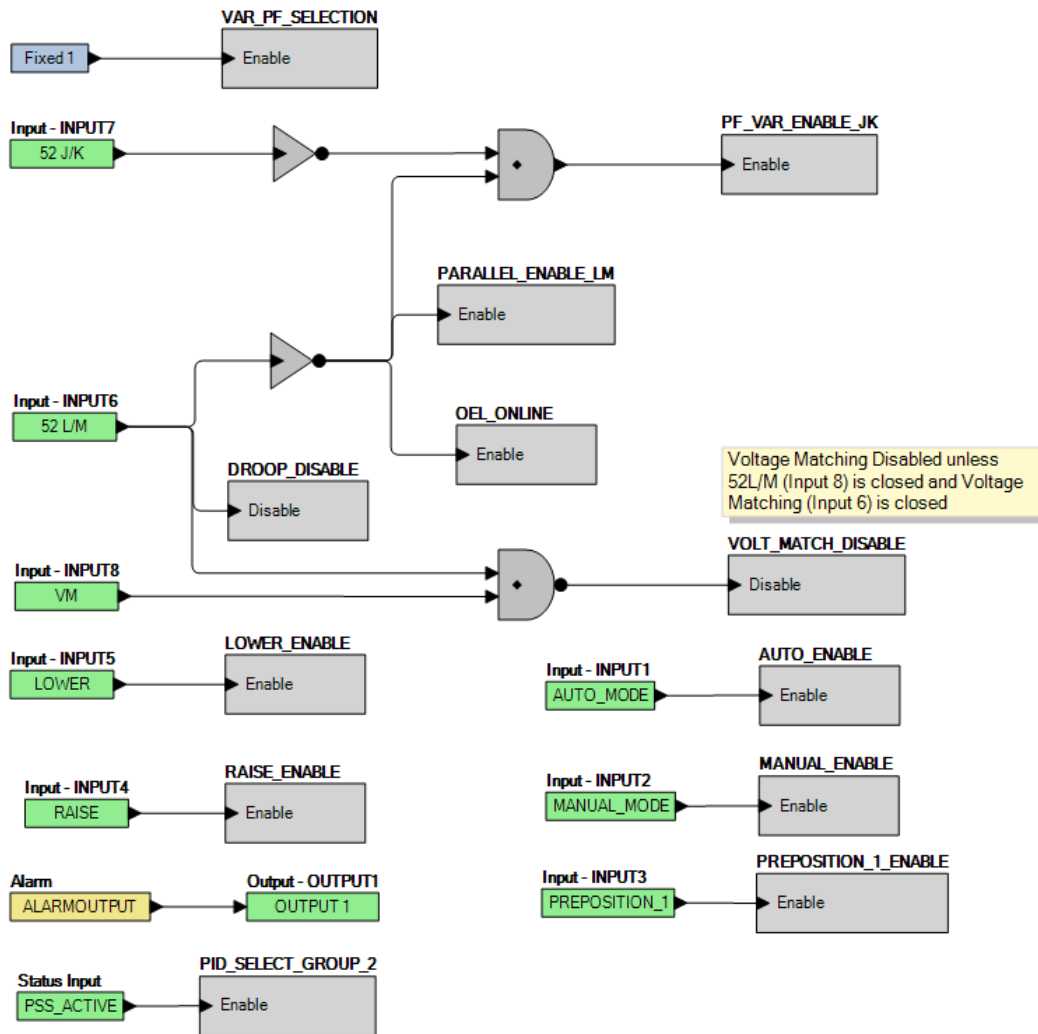 VAR_PF_SELECTION
Fixed 1
Enable
Input - INPUT7
52 J/K
PF_VAR_ENABLE_JK
Enable
PARALLEL_ENABLE_LM
Enable
Input - INPUT6
52 L/M
OEL_ONLINE
Enable
DROOP_DISABLE
Disable
Voltage Matching Disabled unless
52L/M (Input 8) is closed and Voltage
Matching (Input 6) is closed
Input - INPUT8
VM
VOLT_MATCH_DISABLE
Disable
Input - INPUT5
LOWER
LOWER_ENABLE
Enable
Input - INPUT1
AUTO_MODE
AUTO_ENABLE
Enable
Input - INPUT4
RAISE
RAISE_ENABLE
Enable
Input - INPUT2
MANUAL_MODE
MANUAL_ENABLE
Enable
Alarm
ALARMOUTPUT
Output - OUTPUT1
OUTPUT 1
Input - INPUT3
PREPOSITION_1
PREPOSITION_1_ENABLE
Enable
Status Input
PSS_ACTIVE
PID_SELECT_GROUP_2
Enable